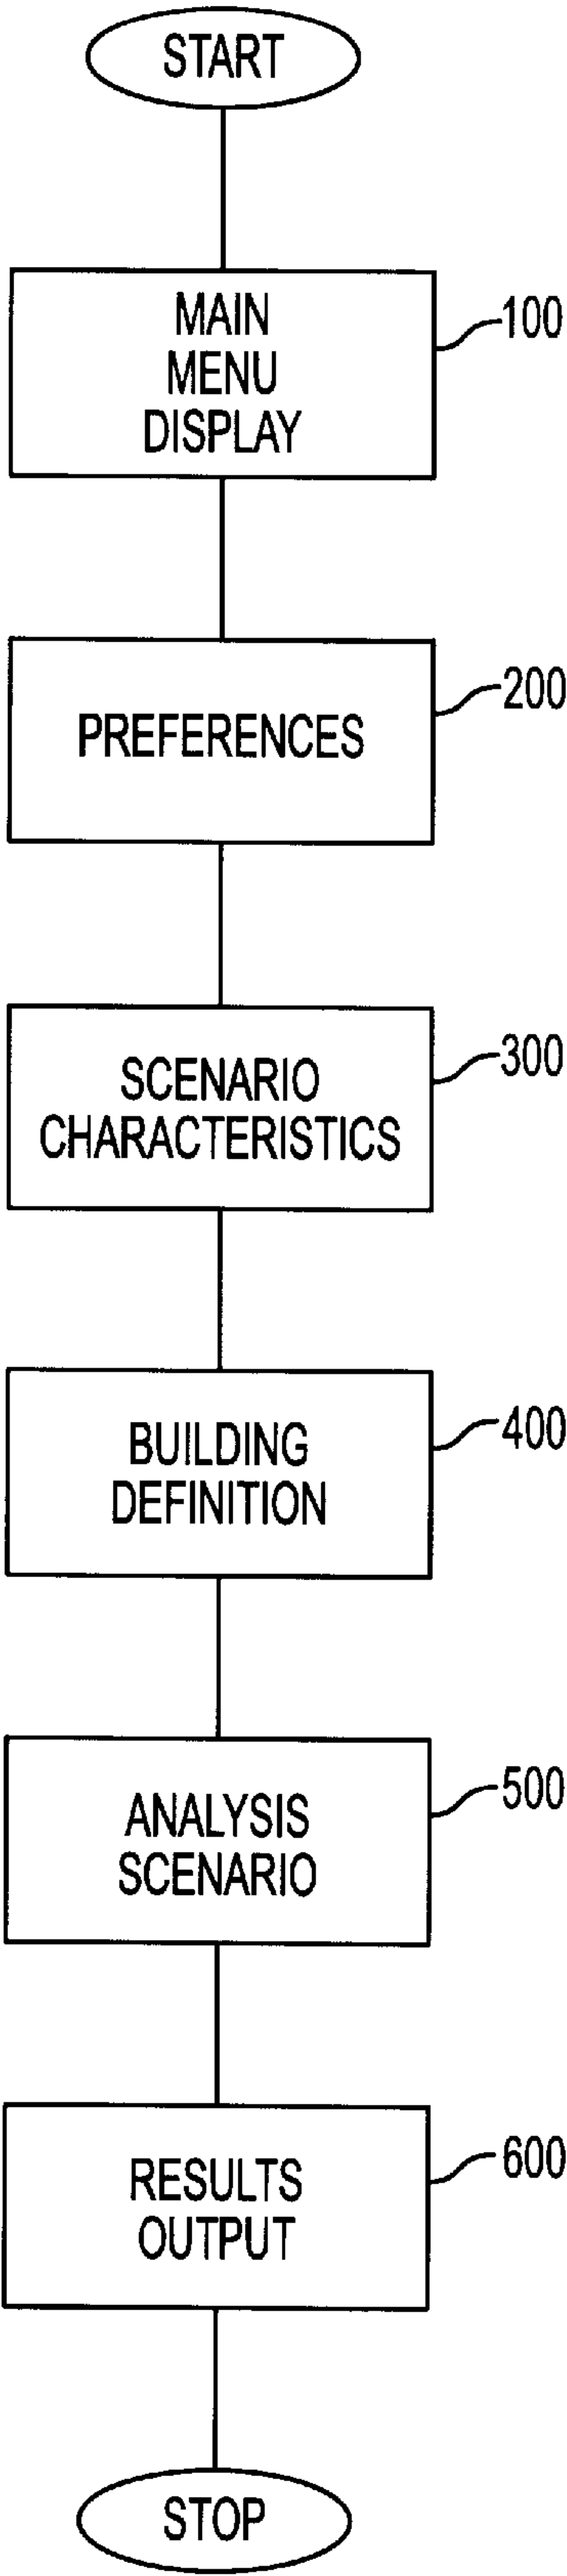 START
MAIN
MENU
DISPLAY
100
PREFERENCES
200
SCENARIO
CHARACTERISTICS
300
BUILDING
DEFINITION
400
ANALYSIS
SCENARIO
500
RESULTS
OUTPUT
600
STOP